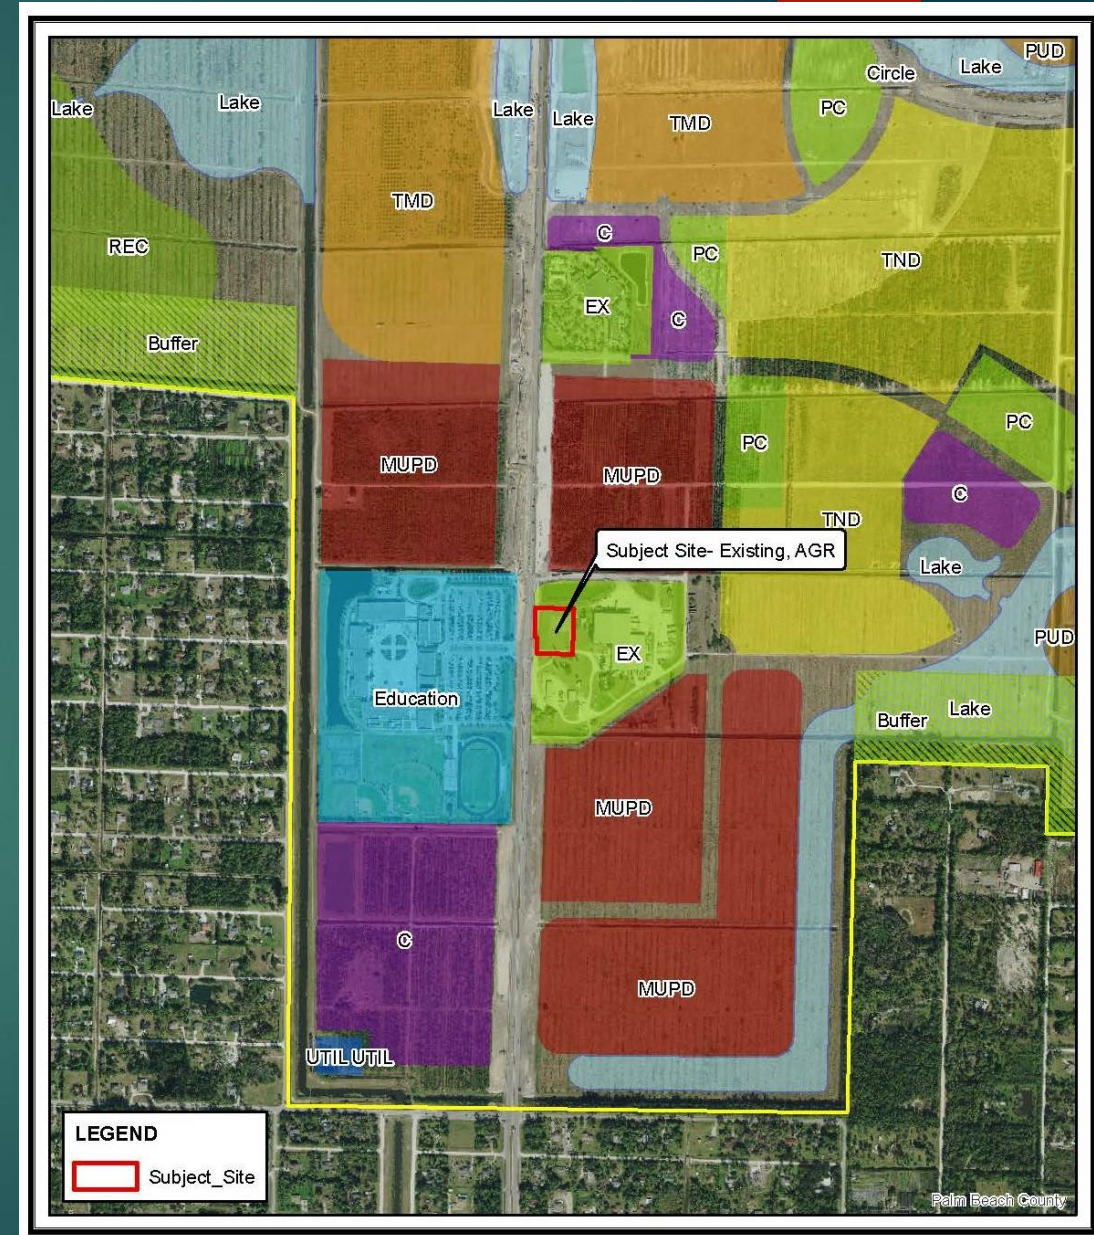 PUD
Lake
Circle
Lake
Lake
Lake
Lake
PC
TMD
TMD
C
REC
PC
TND
EX
C
Buffer
PC
PC
MUPD
MUPD
C
TND
Subject Site- Existing, AGR
Lake
PUD
EX
Education
Lake
Buffer
MUPD
C
MUPD
UTIL UTIL
LEGEND
Subject_Site
Palm Beach County